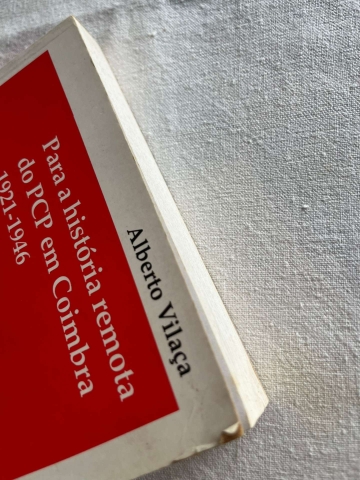 Alberto Vilaça
Para a história remota
do PCP em Coimbra
1921-1946